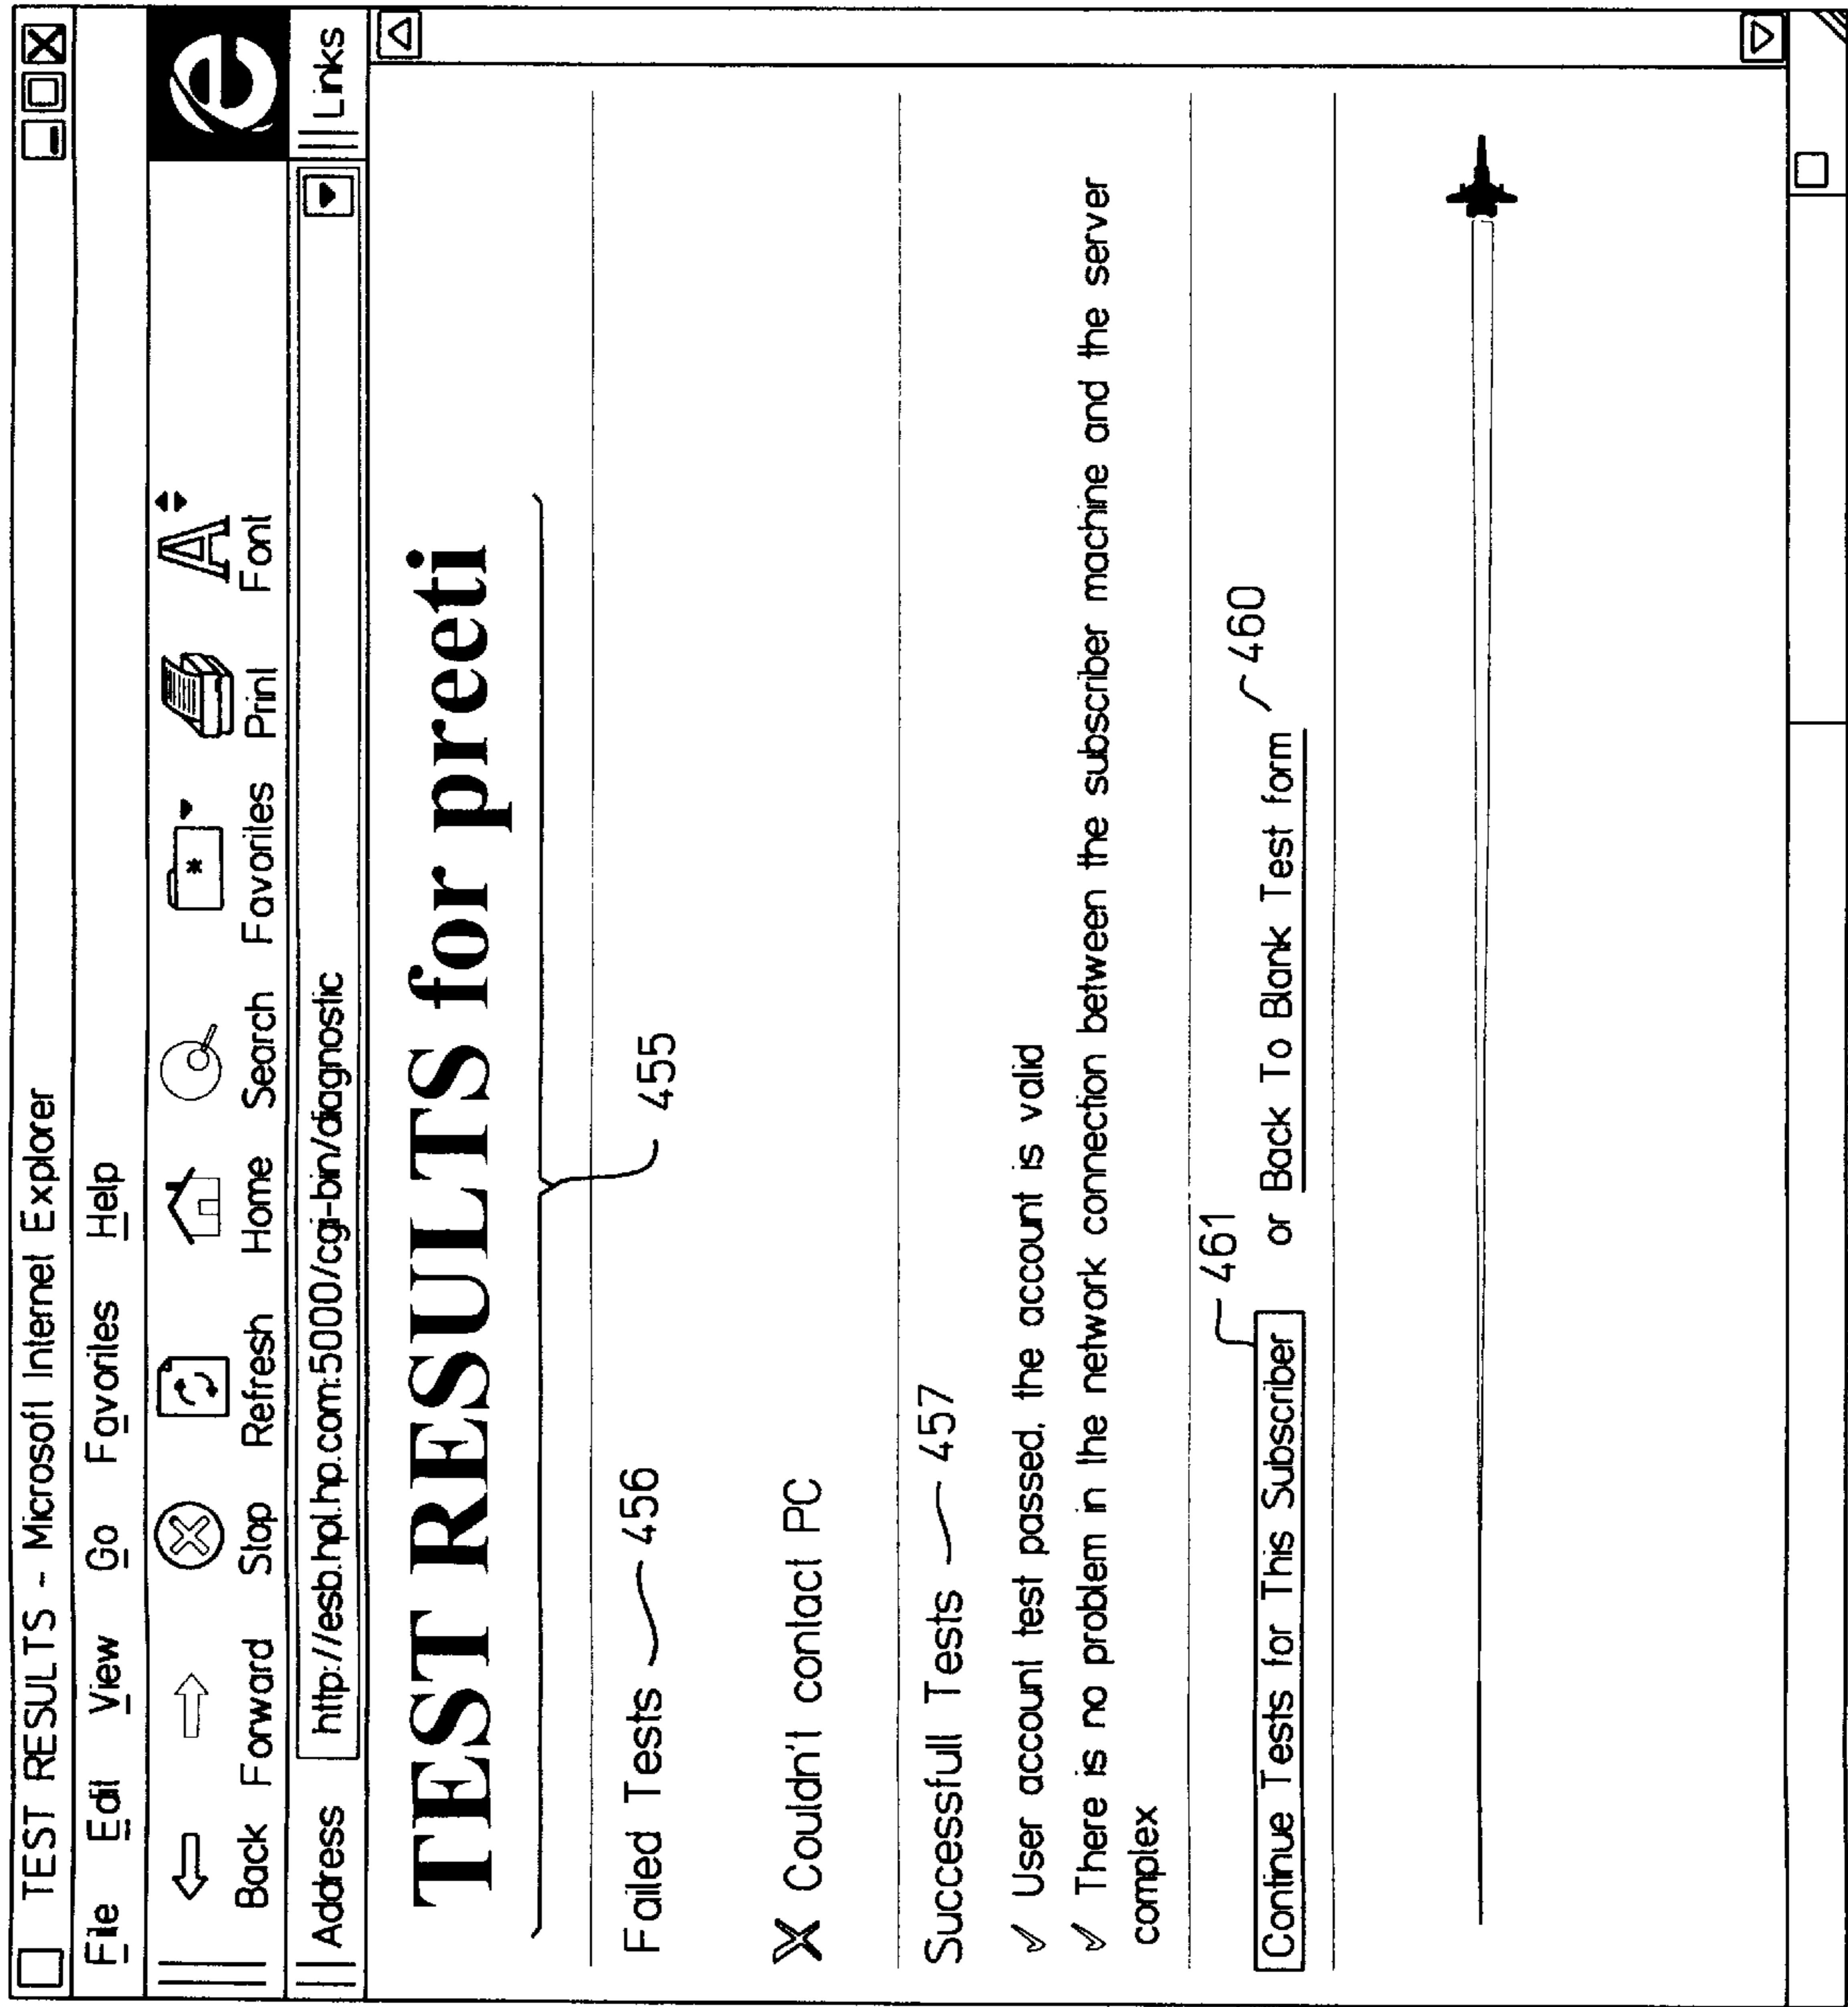 TEST RESULTS - Microsoft Internet Explorer
File Edit View Go Favorites Help
Back Forward Stop Refresh Home Search Favorites Print Font
Address http://esb.hpl.hp.com:5000/cgi-bin/diagnostic Links
TEST RESULTS for preeti
455
Failed Tests 456
X Couldn't contact PC
Successfull Tests 457
✓ User account test passed, the account is valid
✓ There is no problem in the network connection between the subscriber machine and the server
complex
461
Continue Tests for This Subscriber or Back To Blank Test form 460